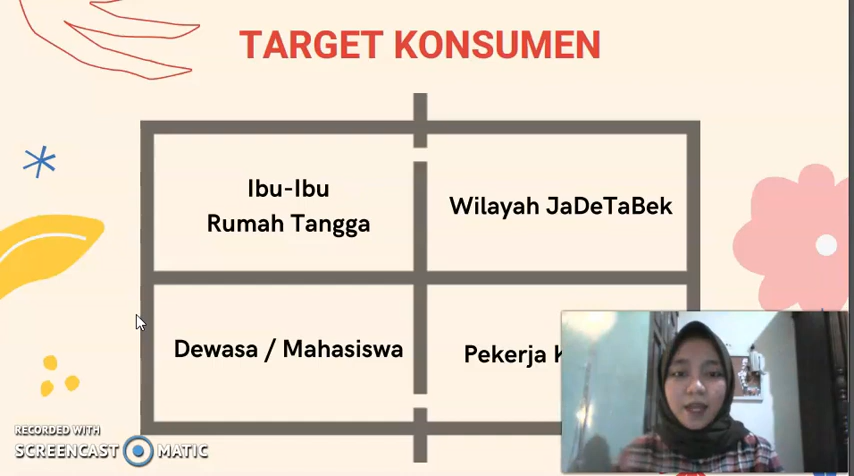 TARGET KONSUMEN
Ibu-Ibu
Rumah Tangga
Wilayah JaDeTaBek
Dewasa / Mahasiswa
Pekerja
RECORDED WITH
SCREENCAST MATIC